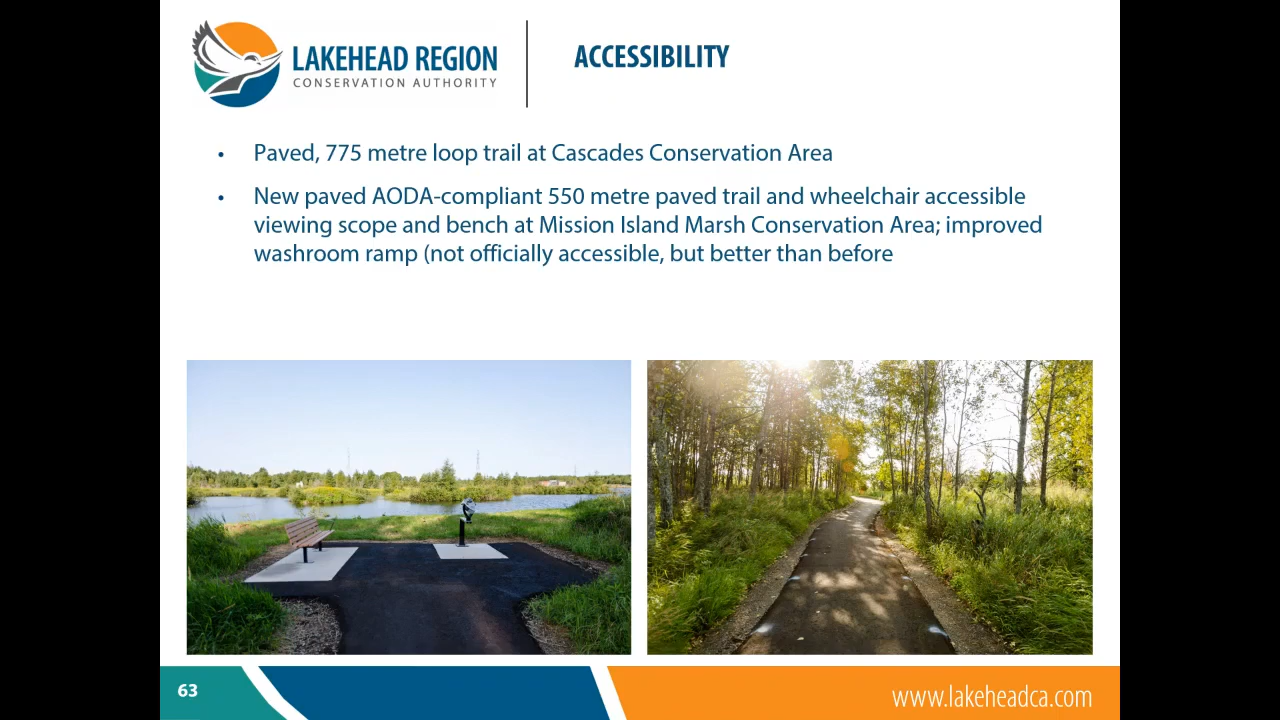 LAKEHEAD REGION
CONSERVATION AUTHORITY
ACCESSIBILITY
• Paved, 775 metre loop trail at Cascades Conservation Area
• New paved AODA-compliant 550 metre paved trail and wheelchair accessible
viewing scope and bench at Mission Island Marsh Conservation Area; improved
washroom ramp (not officially accessible, but better than before
63
www.lakeheadca.com